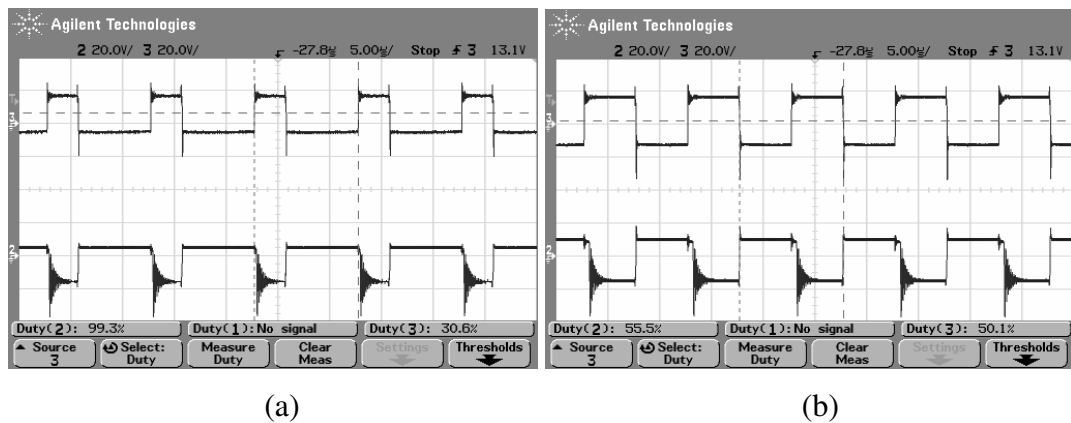 Agilent Technologies
2 20.0V/ 3 20.0V/ -27.8µs 5.00µs/ Stop 3 13.1V
3
2
Duty(2): 99.3% Duty(1): No signal Duty(3): 30.6%
Source
3
Select:
Duty
Measure
Duty
Clear
Meas
Settings
Thresholds
(a)
Agilent Technologies
2 20.0V/ 3 20.0V/ -27.8µs 5.00µs/ Stop 3 13.1V
3
2
Duty(2): 55.5% Duty(1): No signal Duty(3): 50.1%
Source
3
Select:
Duty
Measure
Duty
Clear
Meas
Settings
Thresholds
(b)